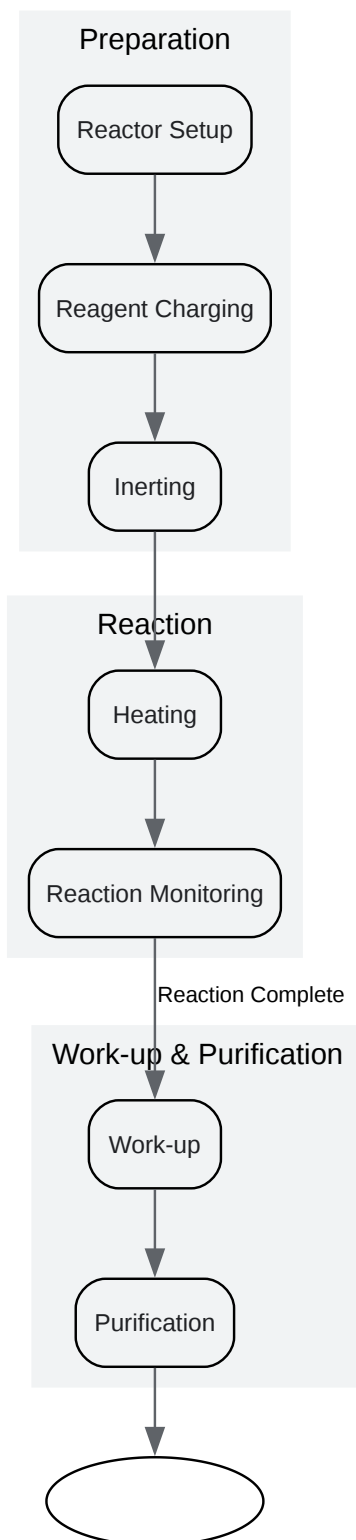 Preparation
Reactor Setup
Reagent Charging
Inerting
Reaction
Heating
Reaction Monitoring
Reaction Complete
Work-up & Purification
Work-up
Purification